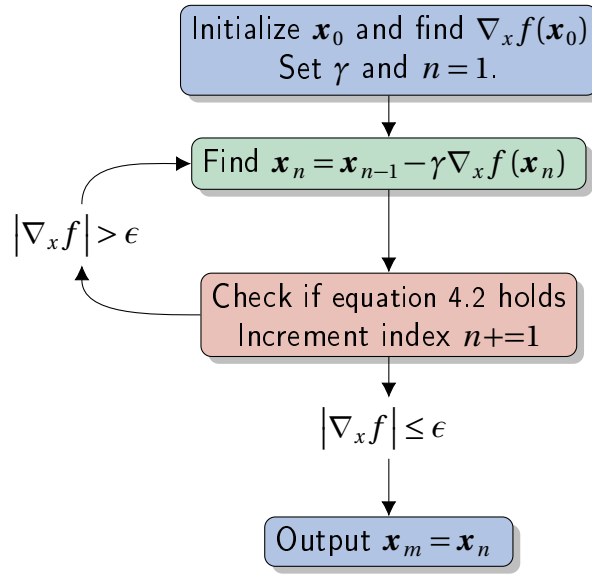 Initialize 𝒙₀ and find ∇ₓf(𝒙₀)
Set γ and n = 1.
Find 𝒙ₙ = 𝒙ₙ₋₁ − γ∇ₓf(𝒙ₙ)
|∇ₓf| > ϵ
Check if equation 4.2 holds
Increment index n+=1
|∇ₓf| ≤ ϵ
Output 𝒙ₘ = 𝒙ₙ